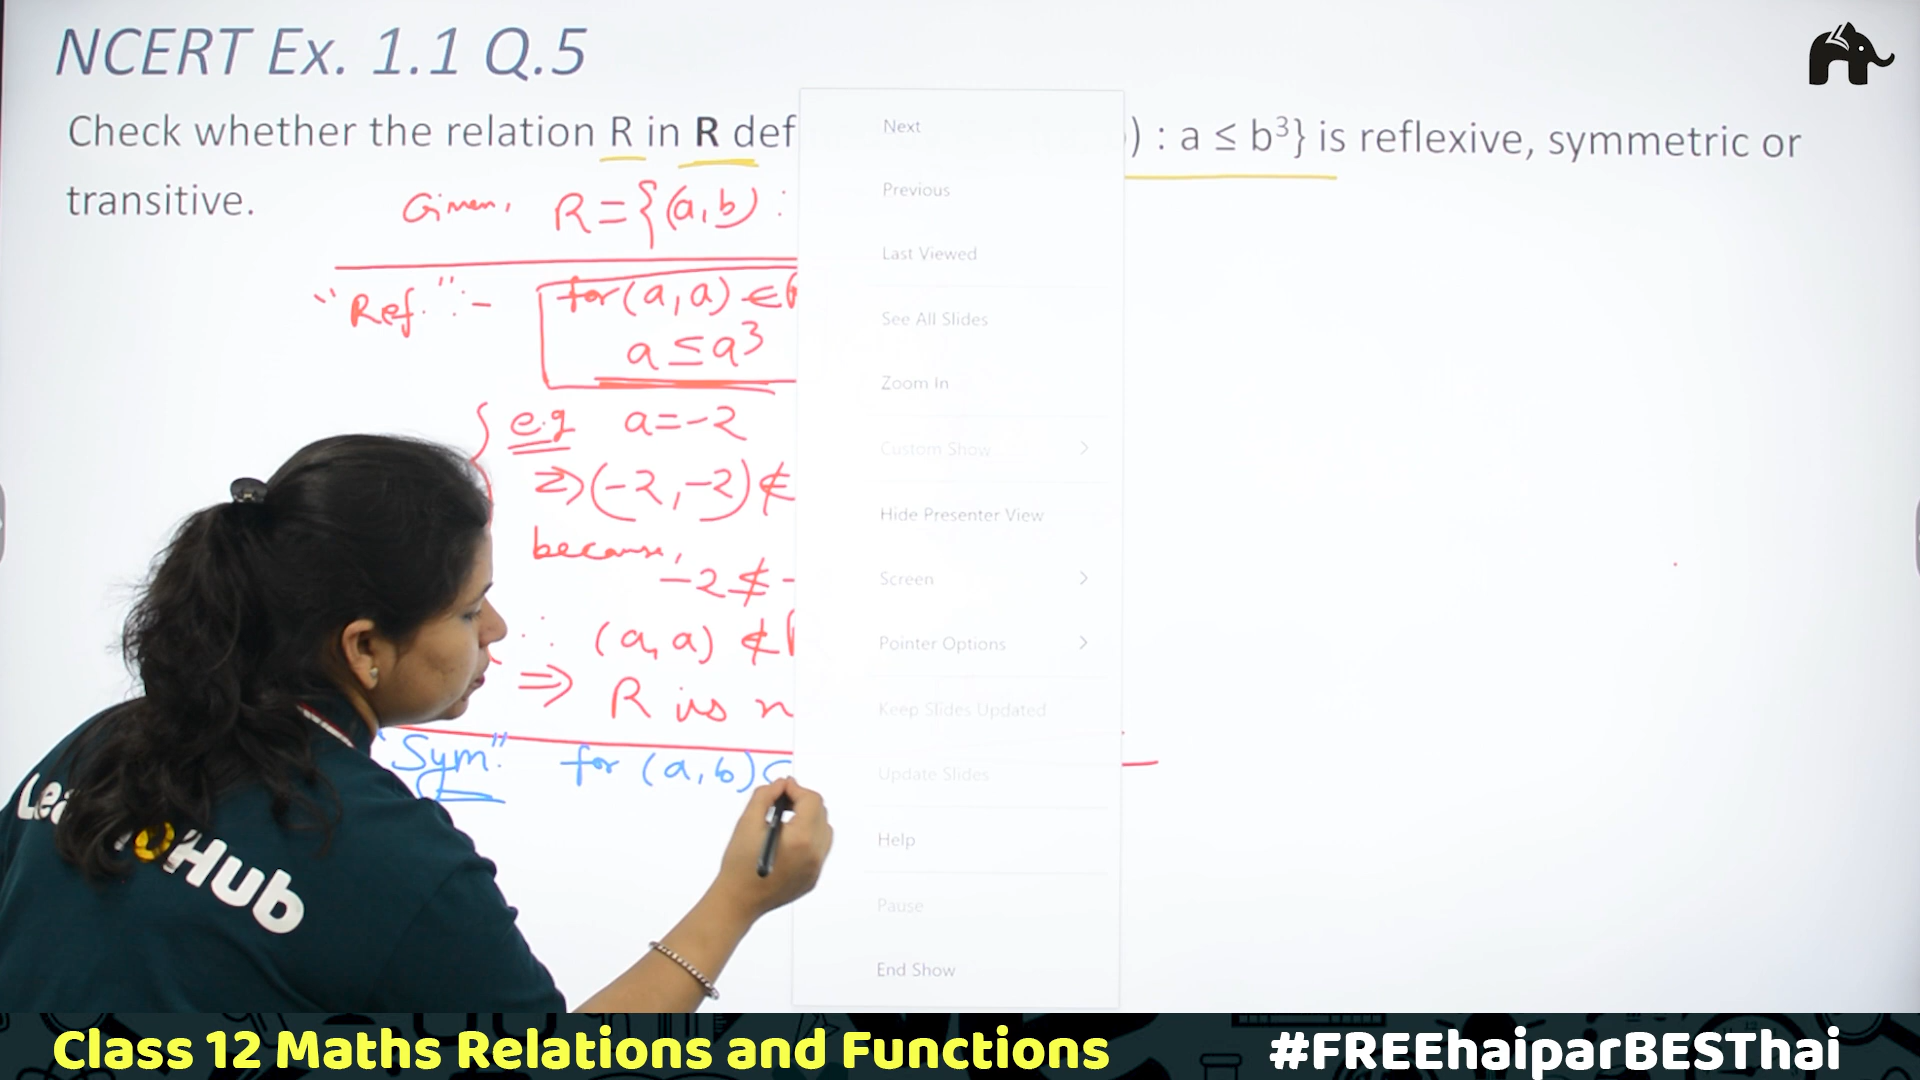 NCERT Ex. 1.1 Q.5
Check whether the relation R in R def
) : a ≤ b³} is reflexive, symmetric or
transitive.
Given, R = {(a, b) :
"Ref.":- for (a, a) ∈
a ≤ a³
e.g a = -2
⇒ (-2, -2) ∉
because,
-2 ≰ -
∴ (a, a) ∉
⇒ R is n
"Sym." for (a, b)
Next
Previous
Last Viewed
See All Slides
Zoom In
Custom Show
Hide Presenter View
Screen
Pointer Options
Keep Slides Updated
Update Slides
Help
Pause
End Show
Hub
Class 12 Maths Relations and Functions
#FREEhaiparBESThai